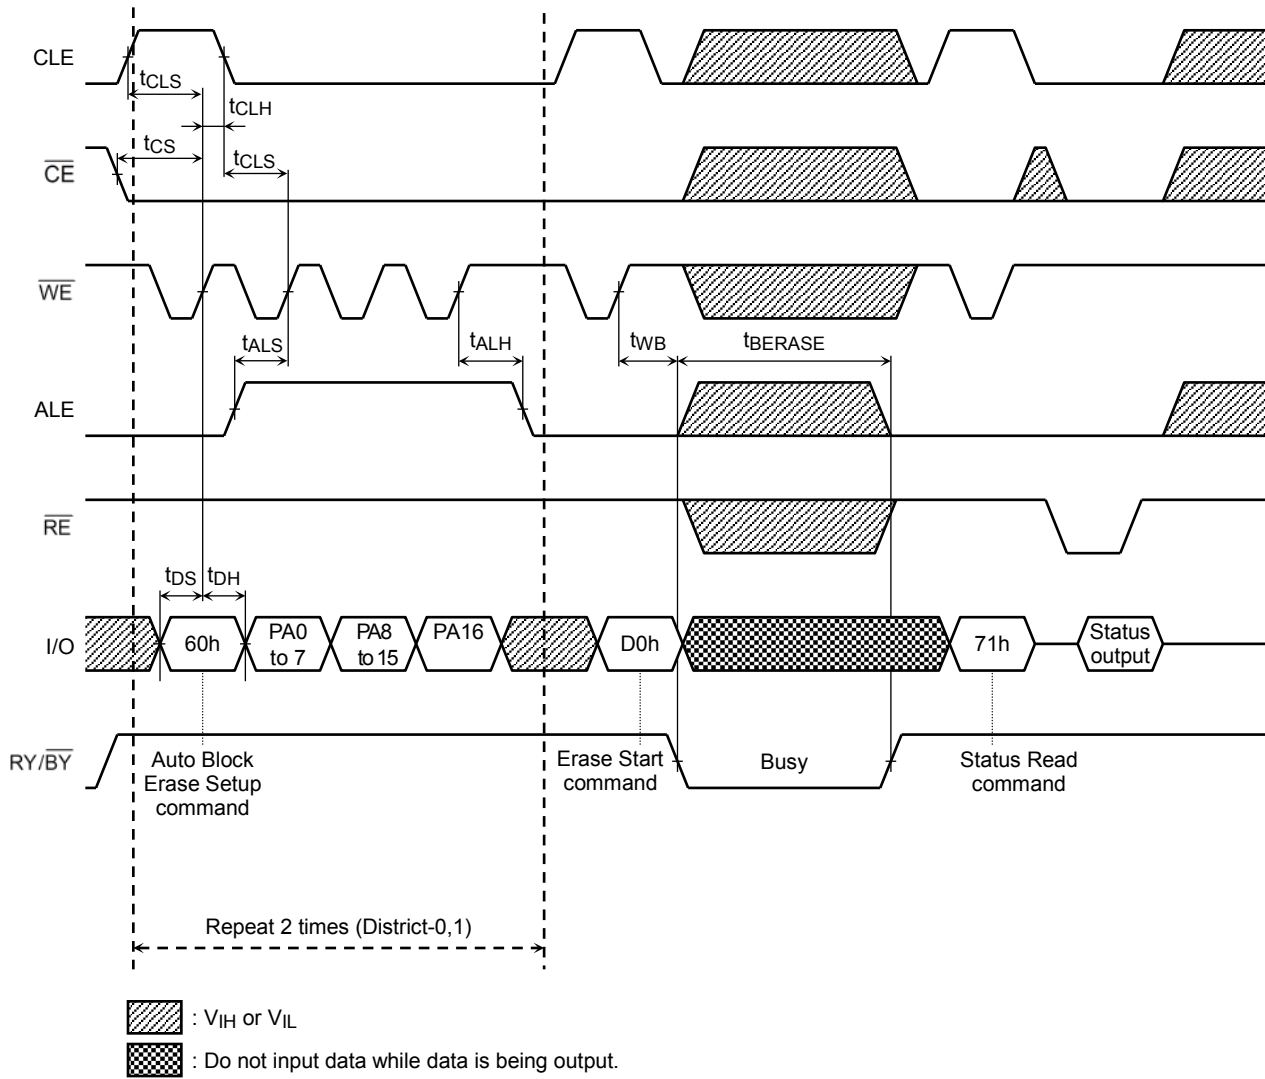 CLE
tCLS
tCLH
tCS
tCLS
CE
WE
tALS
tALH
tWB
tBERASE
ALE
RE
tDS
tDH
I/O
60h
PA0
to 7
PA8
to 15
PA16
D0h
71h
Status
output
RY/BY
Auto Block
Erase Setup
command
Erase Start
command
Busy
Status Read
command
Repeat 2 times (District-0,1)
: VIH or VIL
: Do not input data while data is being output.